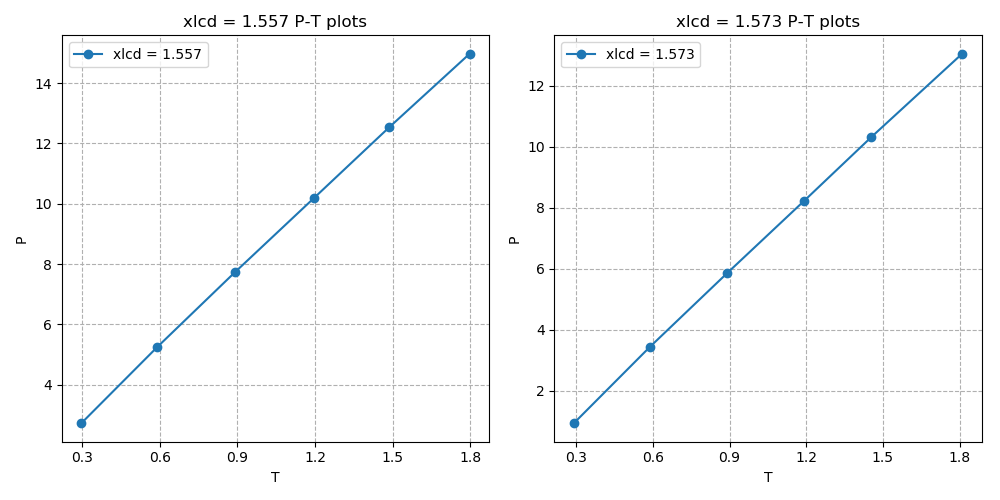 xlcd = 1.557 P-T plots
xlcd = 1.557
14
12
10
8
6
4
P
0.3 0.6 0.9 1.2 1.5 1.8
T
xlcd = 1.573 P-T plots
xlcd = 1.573
12
10
8
6
4
2
P
0.3 0.6 0.9 1.2 1.5 1.8
T